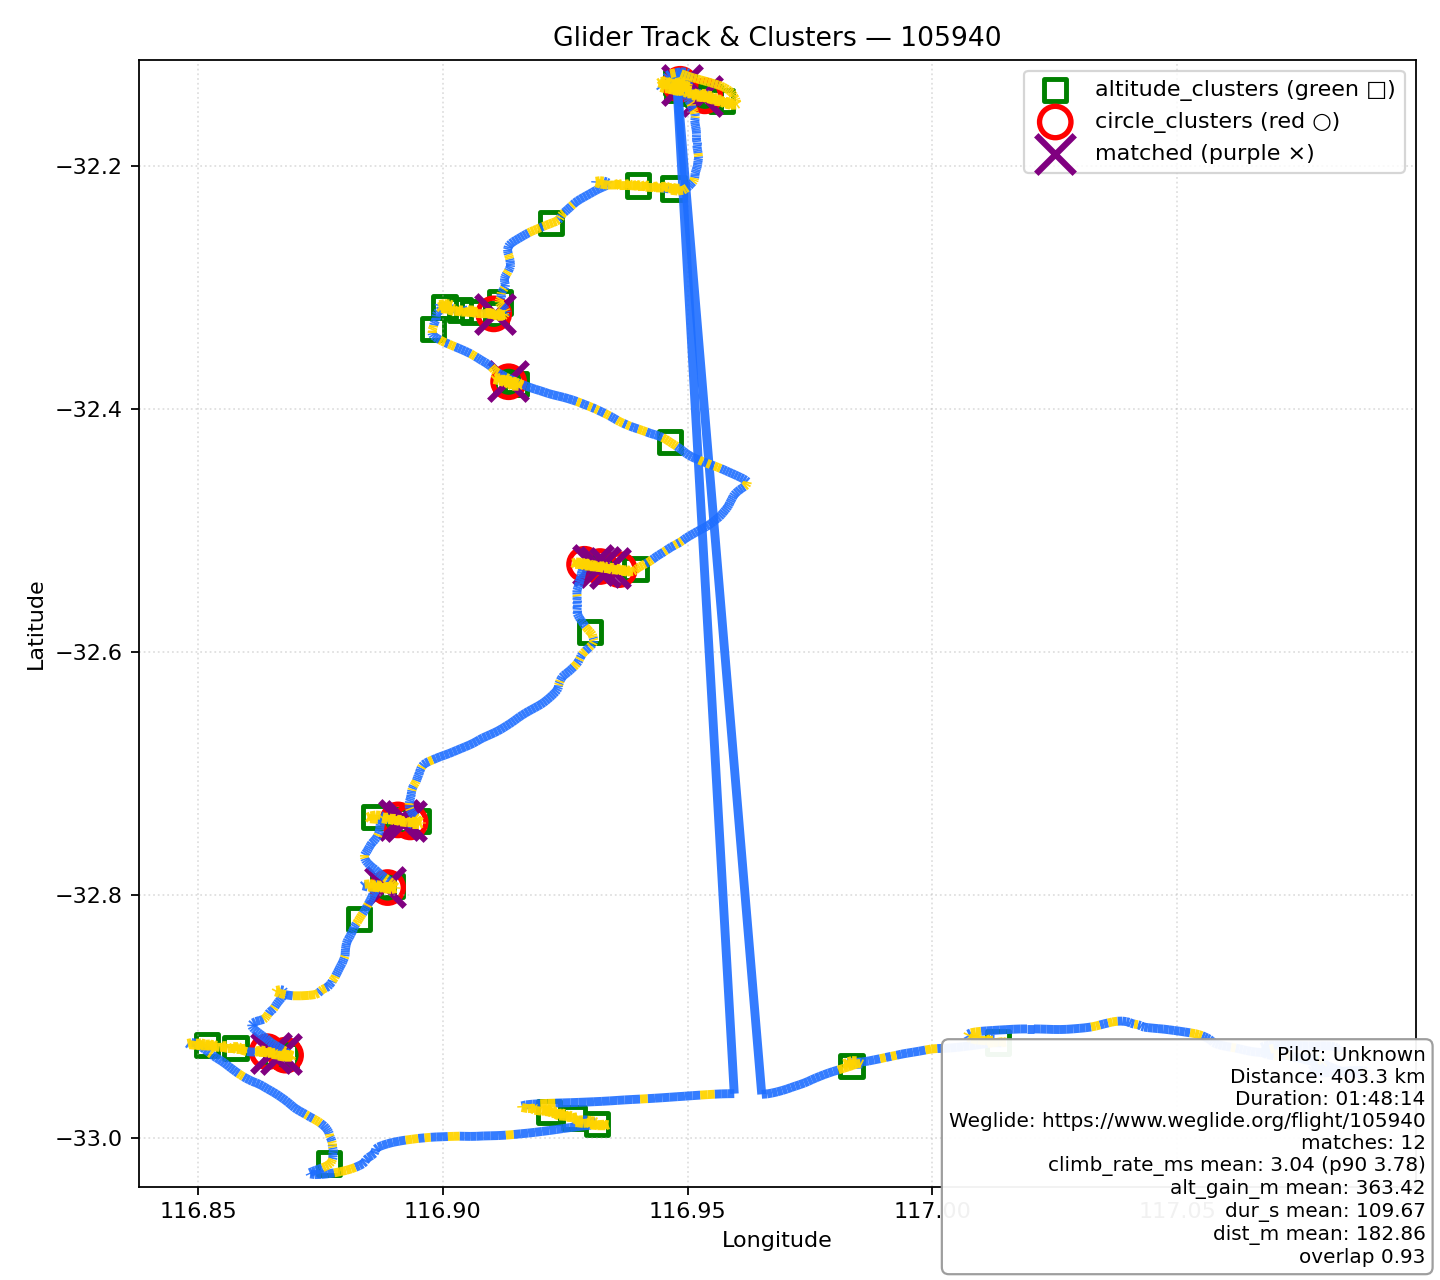 Glider Track & Clusters — 105940
altitude_clusters (green □)
circle_clusters (red ○)
matched (purple ×)
−32.2
−32.4
−32.6
−32.8
−33.0
Latitude
Pilot: Unknown
Distance: 403.3 km
Duration: 01:48:14
Weglide: https://www.weglide.org/flight/105940
matches: 12
climb_rate_ms mean: 3.04 (p90 3.78)
alt_gain_m mean: 363.42
dur_s mean: 109.67
dist_m mean: 182.86
overlap 0.93
116.85
116.90
116.95
117.00
117.05
Longitude